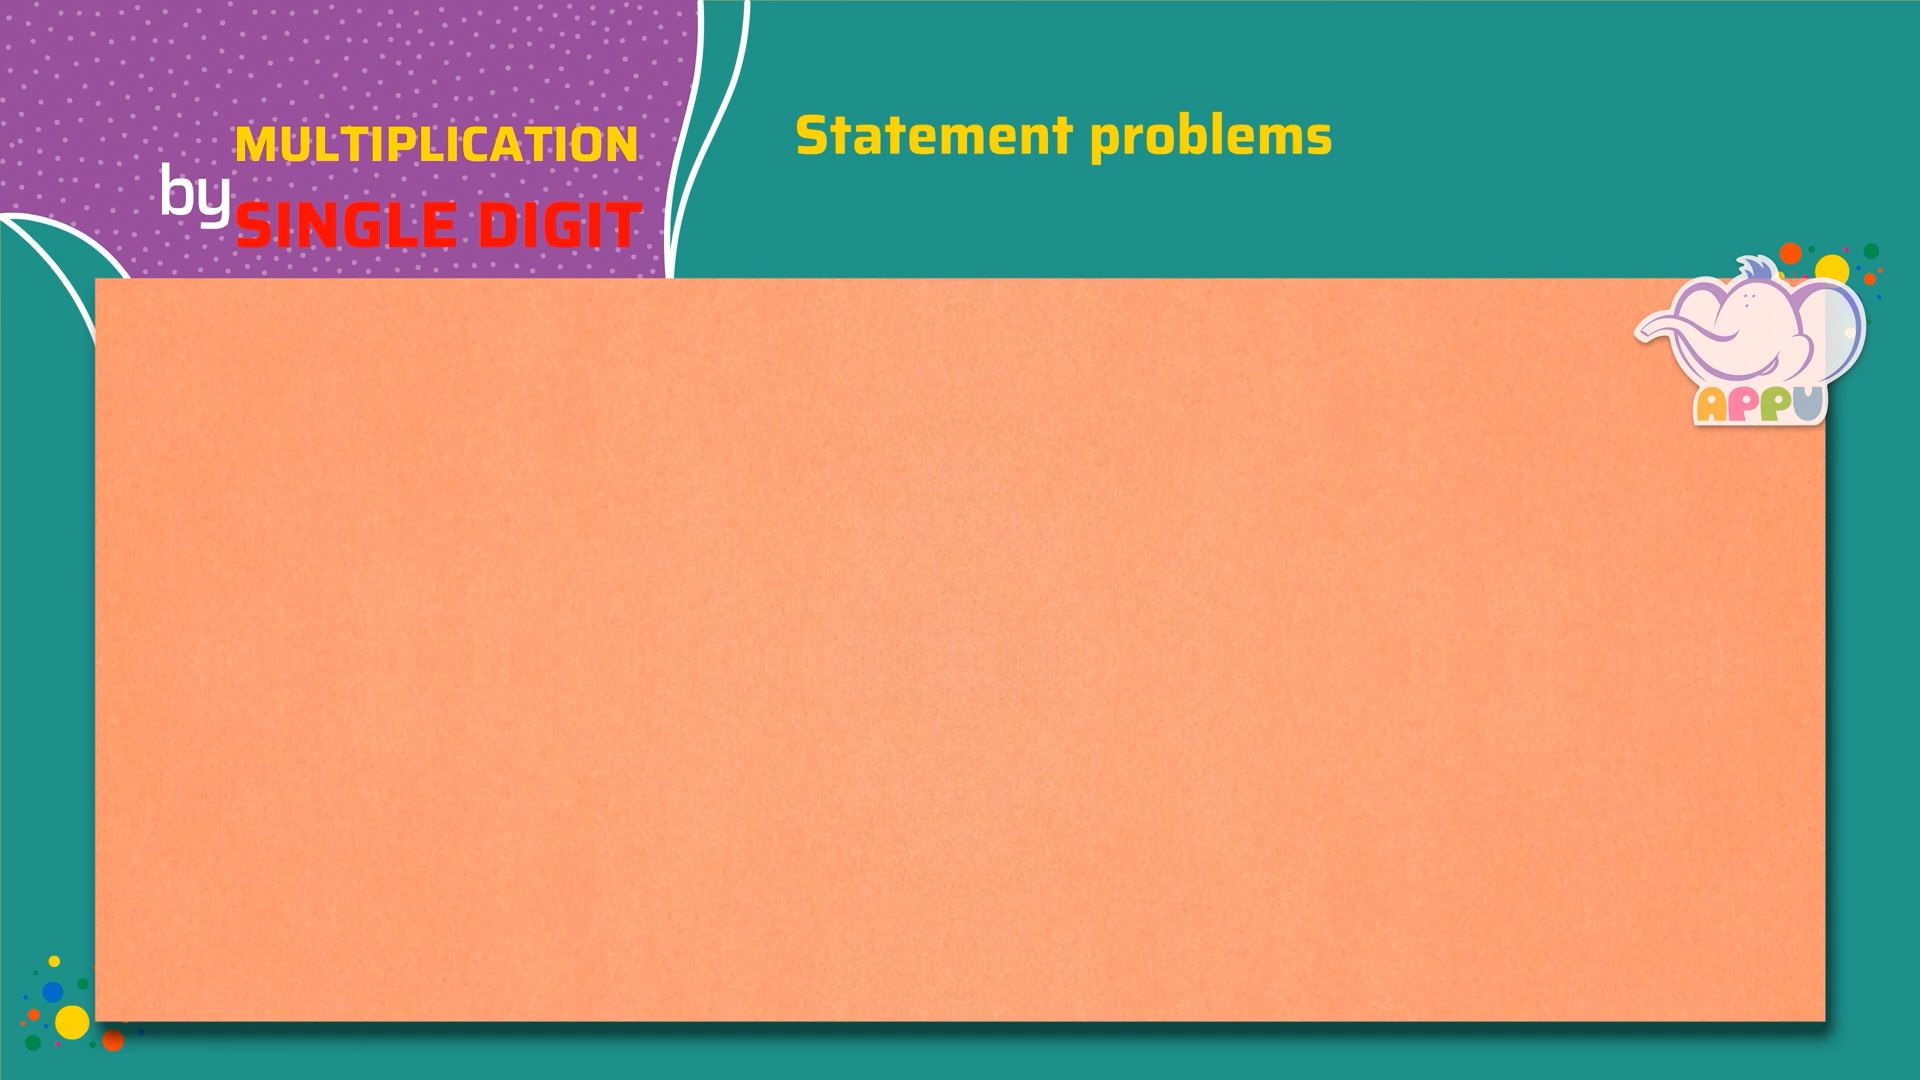 MULTIPLICATION
by
SINGLE DIGIT
Statement problems
APPU